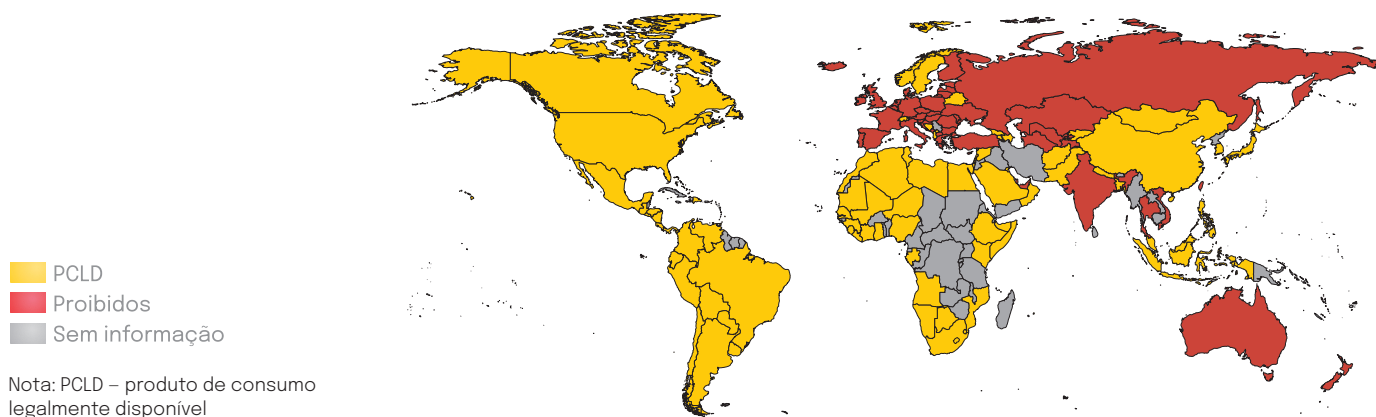 PCLD
Proibidos
Sem informação
Nota: PCLD – produto de consumo
legalmente disponível